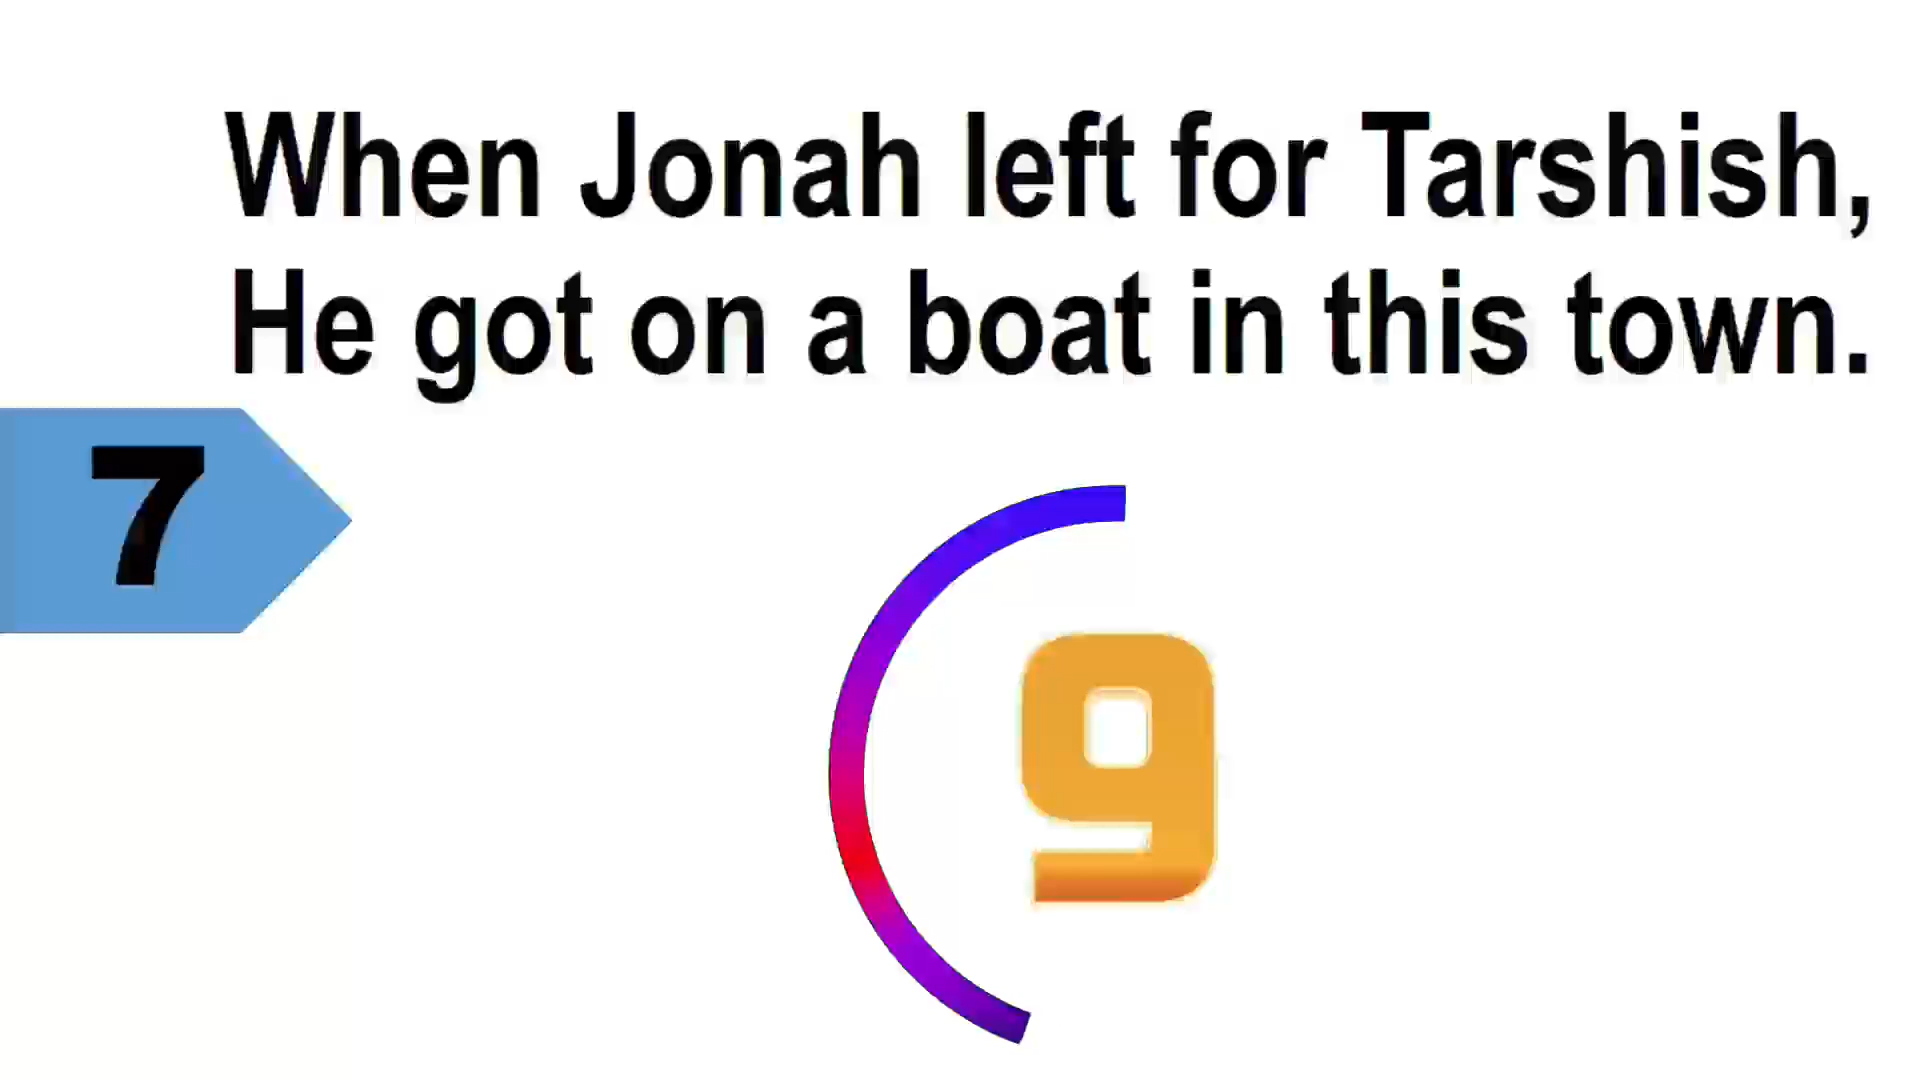 When Jonah left for Tarshish,
He got on a boat in this town.
7
9